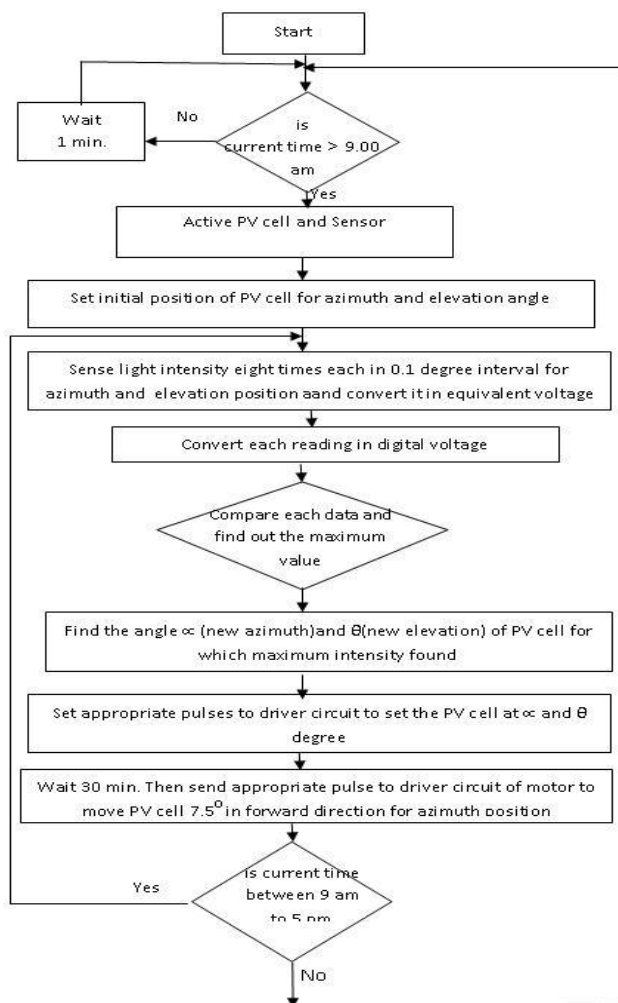 Start
Wait
1 min.
No
is
current time > 9.00
am
Yes
Active PV cell and Sensor
Set initial position of PV cell for azimuth and elevation angle
Sense light intensity eight times each in 0.1 degree interval for
azimuth and elevation position aand convert it in equivalent voltage
Convert each reading in digital voltage
Compare each data and
find out the maximum
value
Find the angle ∝ (new azimuth)and θ(new elevation) of PV cell for
which maximum intensity found
Set appropriate pulses to driver circuit to set the PV cell at ∝ and θ
degree
Wait 30 min. Then send appropriate pulse to driver circuit of motor to
move PV cell 7.5⁰ in forward direction for azimuth position
Yes
is current time
between 9 am
to 5 pm
No